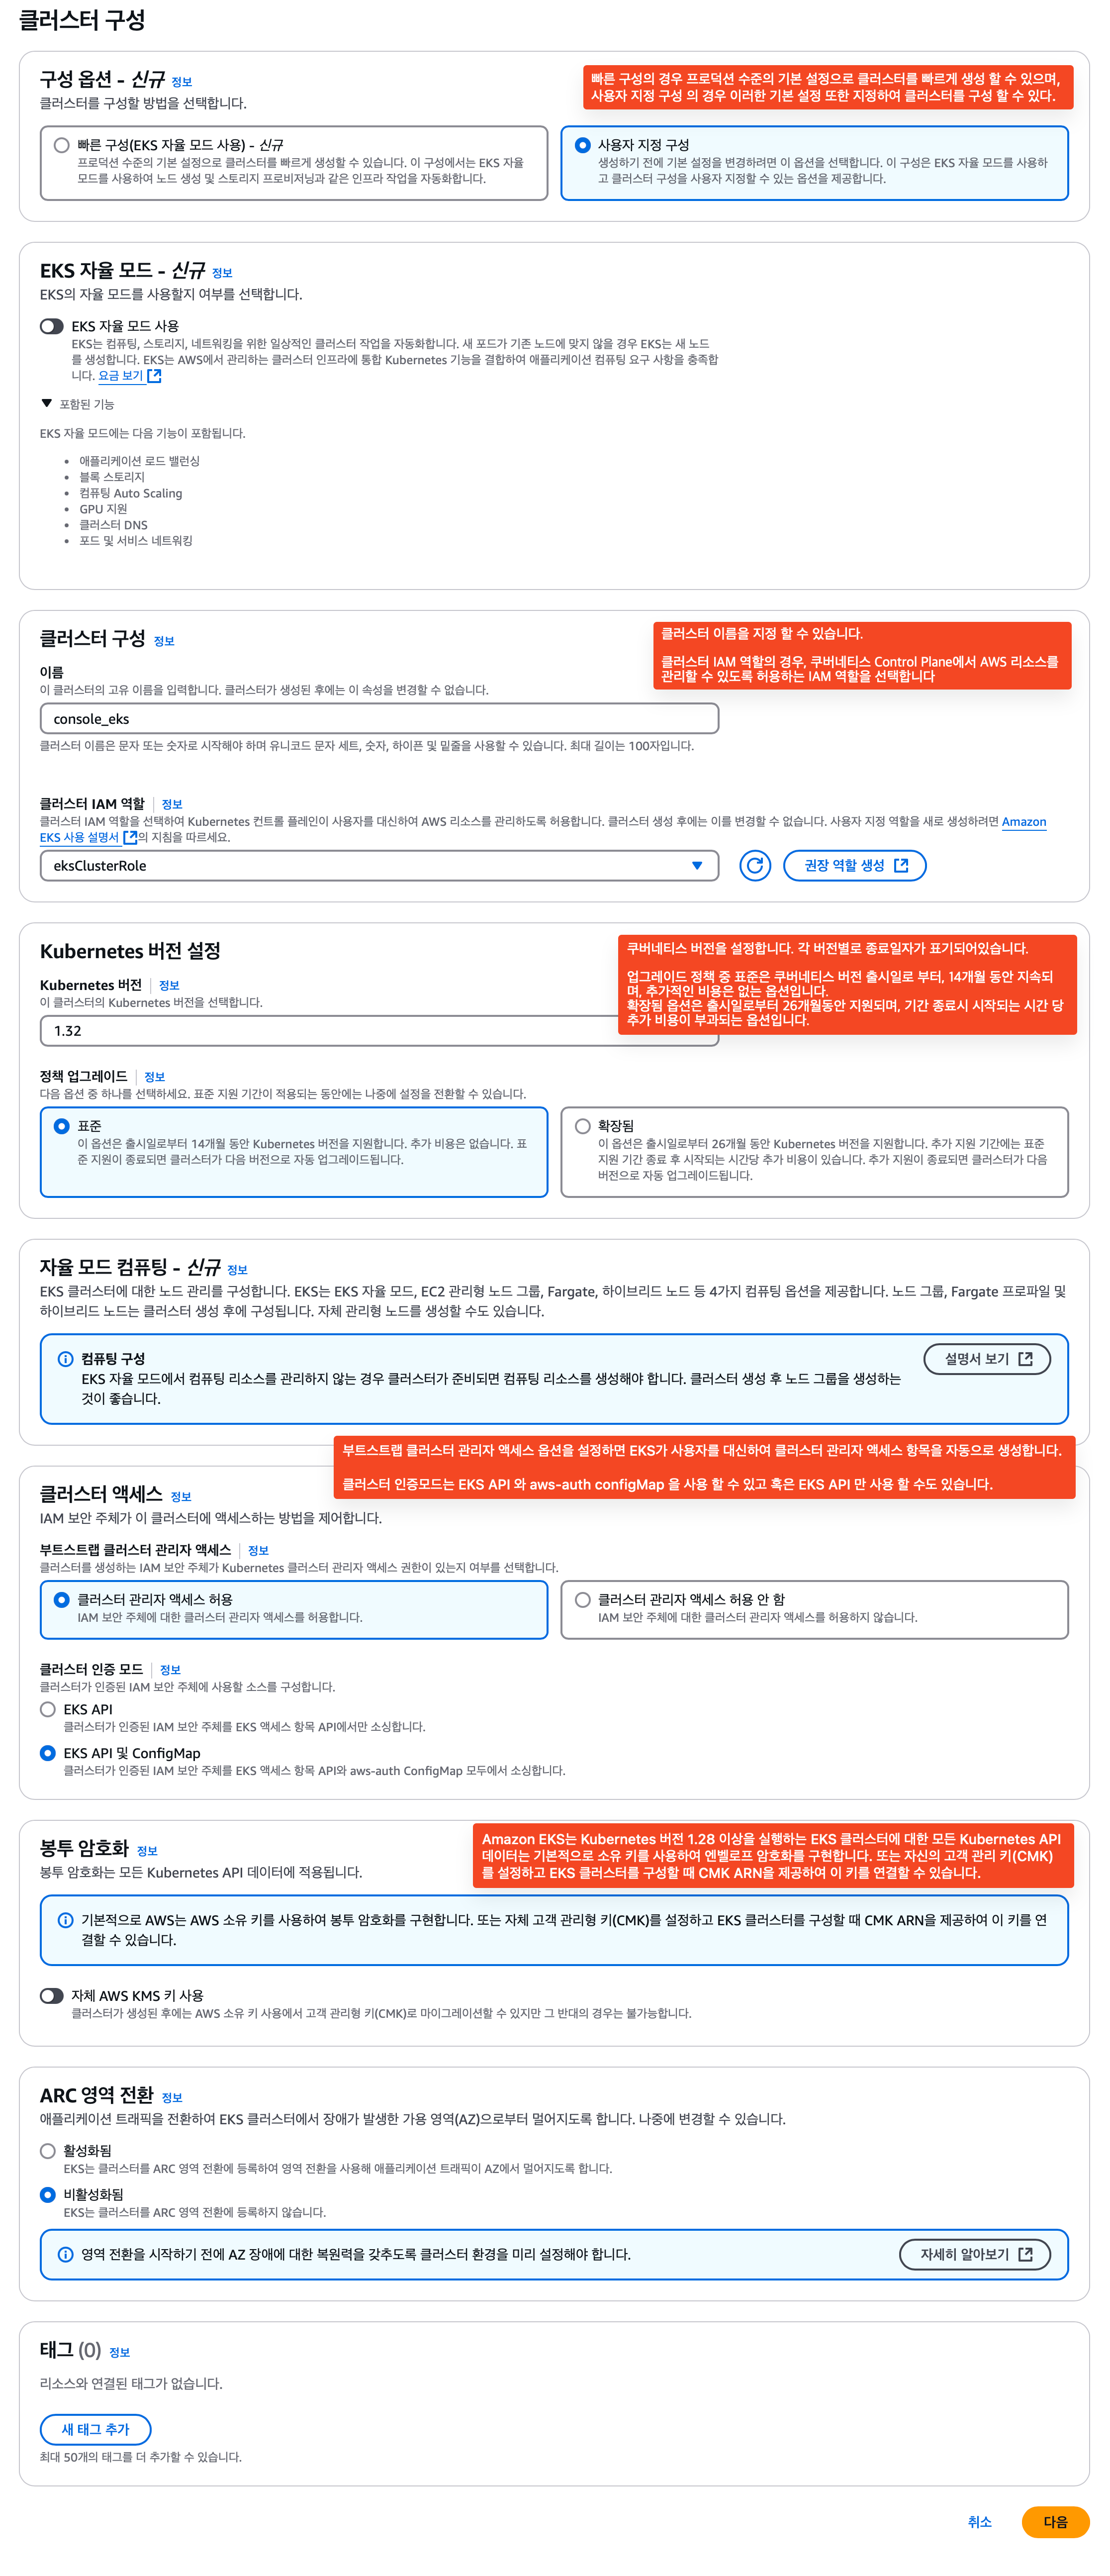 클러스터 구성
구성 옵션 - 신규 정보
클러스터를 구성할 방법을 선택합니다.
빠른 구성의 경우 프로덕션 수준의 기본 설정으로 클러스터를 빠르게 생성 할 수 있으며,
사용자 지정 구성 의 경우 이러한 기본 설정 또한 지정하여 클러스터를 구성 할 수 있다.
빠른 구성(EKS 자율 모드 사용) - 신규
프로덕션 수준의 기본 설정으로 클러스터를 빠르게 생성할 수 있습니다. 이 구성에서는 EKS 자율
모드를 사용하여 노드 생성 및 스토리지 프로비저닝과 같은 인프라 작업을 자동화합니다.
사용자 지정 구성
생성하기 전에 기본 설정을 변경하려면 이 옵션을 선택합니다. 이 구성은 EKS 자율 모드를 사용하
고 클러스터 구성을 사용자 지정할 수 있는 옵션을 제공합니다.
EKS 자율 모드 - 신규 정보
EKS의 자율 모드를 사용할지 여부를 선택합니다.
EKS 자율 모드 사용
EKS는 컴퓨팅, 스토리지, 네트워킹을 위한 일상적인 클러스터 작업을 자동화합니다. 새 포드가 기존 노드에 맞지 않을 경우 EKS는 새 노드
를 생성합니다. EKS는 AWS에서 관리하는 클러스터 인프라에 통합 Kubernetes 기능을 결합하여 애플리케이션 컴퓨팅 요구 사항을 충족합
니다. 요금 보기
포함된 기능
EKS 자율 모드에는 다음 기능이 포함됩니다.
• 애플리케이션 로드 밸런싱
• 블록 스토리지
• 컴퓨팅 Auto Scaling
• GPU 지원
• 클러스터 DNS
• 포드 및 서비스 네트워킹
클러스터 구성 정보
클러스터 이름을 지정 할 수 있습니다.
클러스터 IAM 역할의 경우, 쿠버네티스 Control Plane에서 AWS 리소스를
관리할 수 있도록 허용하는 IAM 역할을 선택합니다
이름
이 클러스터의 고유 이름을 입력합니다. 클러스터가 생성된 후에는 이 속성을 변경할 수 없습니다.
console_eks
클러스터 이름은 문자 또는 숫자로 시작해야 하며 유니코드 문자 세트, 숫자, 하이픈 및 밑줄을 사용할 수 있습니다. 최대 길이는 100자입니다.
클러스터 IAM 역할 정보
클러스터 IAM 역할을 선택하여 Kubernetes 컨트롤 플레인이 사용자를 대신하여 AWS 리소스를 관리하도록 허용합니다. 클러스터 생성 후에는 이를 변경할 수 없습니다. 사용자 지정 역할을 새로 생성하려면 Amazon
EKS 사용 설명서의 지침을 따르세요.
eksClusterRole
권장 역할 생성
Kubernetes 버전 설정
쿠버네티스 버전을 설정합니다. 각 버전별로 종료일자가 표기되어있습니다.
업그레이드 정책 중 표준은 쿠버네티스 버전 출시일로 부터, 14개월 동안 지속되
며, 추가적인 비용은 없는 옵션입니다.
확장됨 옵션은 출시일로부터 26개월동안 지원되며, 기간 종료시 시작되는 시간 당
추가 비용이 부과되는 옵션입니다.
Kubernetes 버전 정보
이 클러스터의 Kubernetes 버전을 선택합니다.
1.32
정책 업그레이드 정보
다음 옵션 중 하나를 선택하세요. 표준 지원 기간이 적용되는 동안에는 나중에 설정을 전환할 수 있습니다.
표준
이 옵션은 출시일로부터 14개월 동안 Kubernetes 버전을 지원합니다. 추가 비용은 없습니다. 표
준 지원이 종료되면 클러스터가 다음 버전으로 자동 업그레이드됩니다.
확장됨
이 옵션은 출시일로부터 26개월 동안 Kubernetes 버전을 지원합니다. 추가 지원 기간에는 표준
지원 기간 종료 후 시작되는 시간당 추가 비용이 있습니다. 추가 지원이 종료되면 클러스터가 다음
버전으로 자동 업그레이드됩니다.
자율 모드 컴퓨팅 - 신규 정보
EKS 클러스터에 대한 노드 관리를 구성합니다. EKS는 EKS 자율 모드, EC2 관리형 노드 그룹, Fargate, 하이브리드 노드 등 4가지 컴퓨팅 옵션을 제공합니다. 노드 그룹, Fargate 프로파일 및
하이브리드 노드는 클러스터 생성 후에 구성됩니다. 자체 관리형 노드를 생성할 수도 있습니다.
컴퓨팅 구성
EKS 자율 모드에서 컴퓨팅 리소스를 관리하지 않는 경우 클러스터가 준비되면 컴퓨팅 리소스를 생성해야 합니다. 클러스터 생성 후 노드 그룹을 생성하는
것이 좋습니다.
설명서 보기
부트스트랩 클러스터 관리자 액세스 옵션을 설정하면 EKS가 사용자를 대신하여 클러스터 관리자 액세스 항목을 자동으로 생성합니다.
클러스터 인증모드는 EKS API 와 aws-auth configMap 을 사용 할 수 있고 혹은 EKS API 만 사용 할 수도 있습니다.
클러스터 액세스 정보
IAM 보안 주체가 이 클러스터에 액세스하는 방법을 제어합니다.
부트스트랩 클러스터 관리자 액세스 정보
클러스터를 생성하는 IAM 보안 주체가 Kubernetes 클러스터 관리자 액세스 권한이 있는지 여부를 선택합니다.
클러스터 관리자 액세스 허용
IAM 보안 주체에 대한 클러스터 관리자 액세스를 허용합니다.
클러스터 관리자 액세스 허용 안 함
IAM 보안 주체에 대한 클러스터 관리자 액세스를 허용하지 않습니다.
클러스터 인증 모드 정보
클러스터가 인증된 IAM 보안 주체에 사용할 소스를 구성합니다.
EKS API
클러스터가 인증된 IAM 보안 주체를 EKS 액세스 항목 API에서만 소싱합니다.
EKS API 및 ConfigMap
클러스터가 인증된 IAM 보안 주체를 EKS 액세스 항목 API와 aws-auth ConfigMap 모두에서 소싱합니다.
봉투 암호화 정보
봉투 암호화는 모든 Kubernetes API 데이터에 적용됩니다.
Amazon EKS는 Kubernetes 버전 1.28 이상을 실행하는 EKS 클러스터에 대한 모든 Kubernetes API
데이터는 기본적으로 소유 키를 사용하여 엔벨로프 암호화를 구현합니다. 또는 자신의 고객 관리 키(CMK)
를 설정하고 EKS 클러스터를 구성할 때 CMK ARN을 제공하여 이 키를 연결할 수 있습니다.
기본적으로 AWS는 AWS 소유 키를 사용하여 봉투 암호화를 구현합니다. 또는 자체 고객 관리형 키(CMK)를 설정하고 EKS 클러스터를 구성할 때 CMK ARN을 제공하여 이 키를 연
결할 수 있습니다.
자체 AWS KMS 키 사용
클러스터가 생성된 후에는 AWS 소유 키 사용에서 고객 관리형 키(CMK)로 마이그레이션할 수 있지만 그 반대의 경우는 불가능합니다.
ARC 영역 전환 정보
애플리케이션 트래픽을 전환하여 EKS 클러스터에서 장애가 발생한 가용 영역(AZ)으로부터 멀어지도록 합니다. 나중에 변경할 수 있습니다.
활성화됨
EKS는 클러스터를 ARC 영역 전환에 등록하여 영역 전환을 사용해 애플리케이션 트래픽이 AZ에서 멀어지도록 합니다.
비활성화됨
EKS는 클러스터를 ARC 영역 전환에 등록하지 않습니다.
영역 전환을 시작하기 전에 AZ 장애에 대한 복원력을 갖추도록 클러스터 환경을 미리 설정해야 합니다.
자세히 알아보기
태그 (0) 정보
리소스와 연결된 태그가 없습니다.
새 태그 추가
최대 50개의 태그를 더 추가할 수 있습니다.
취소
다음